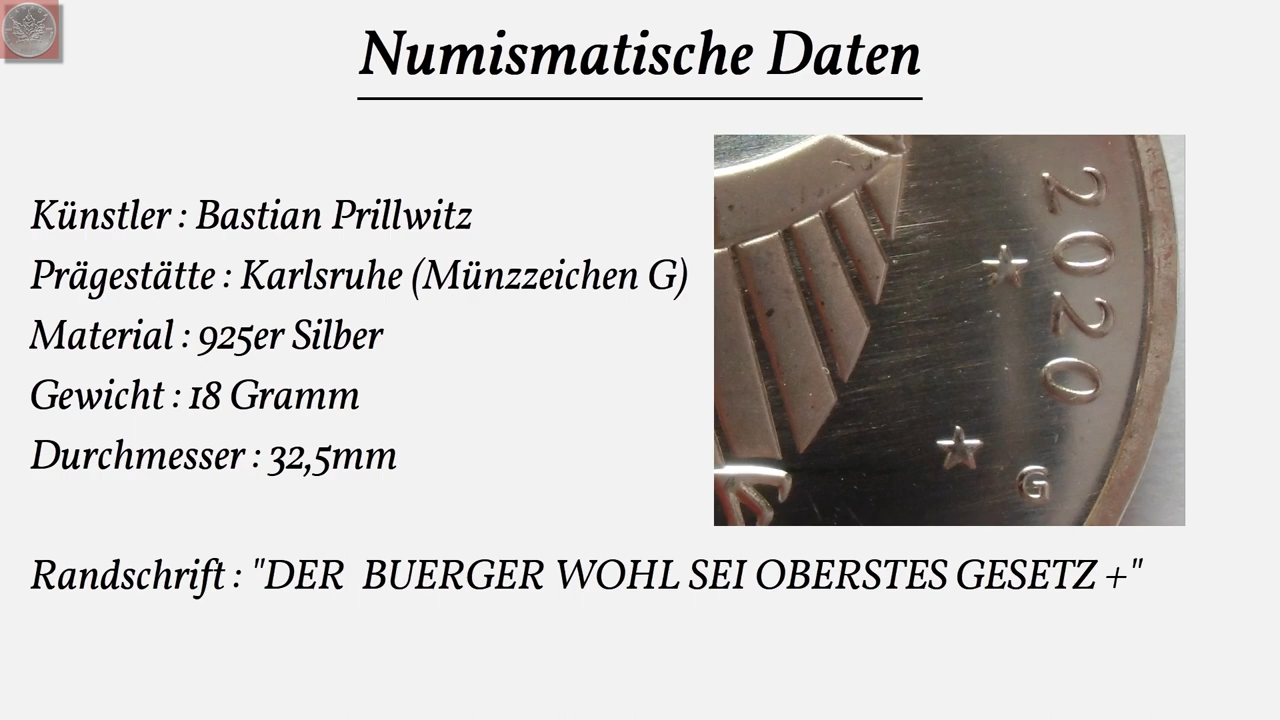 Numismatische Daten
Künstler : Bastian Prillwitz
Prägestätte : Karlsruhe (Münzzeichen G)
Material : 925er Silber
Gewicht : 18 Gramm
Durchmesser : 32,5mm
2020
G
Randschrift : "DER  BUERGER WOHL SEI OBERSTES GESETZ +"